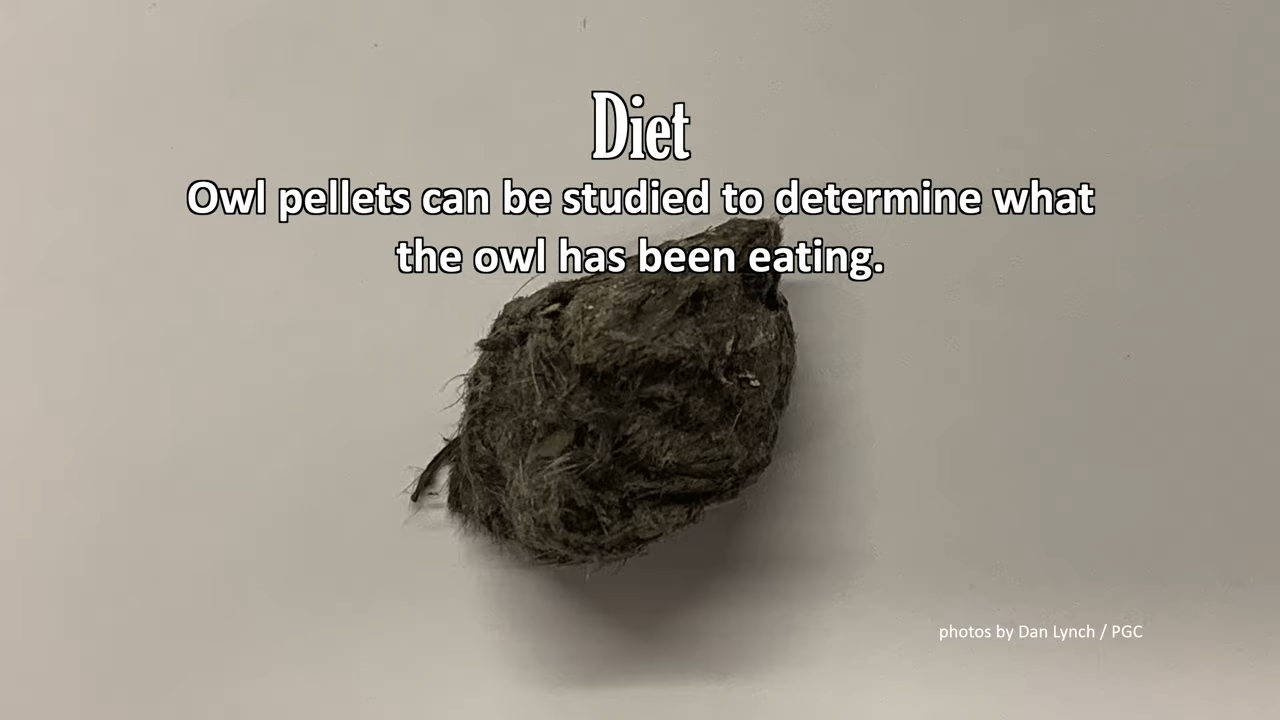 Diet
Owl pellets can be studied to determine what
the owl has been eating.
photos by Dan Lynch / PGC